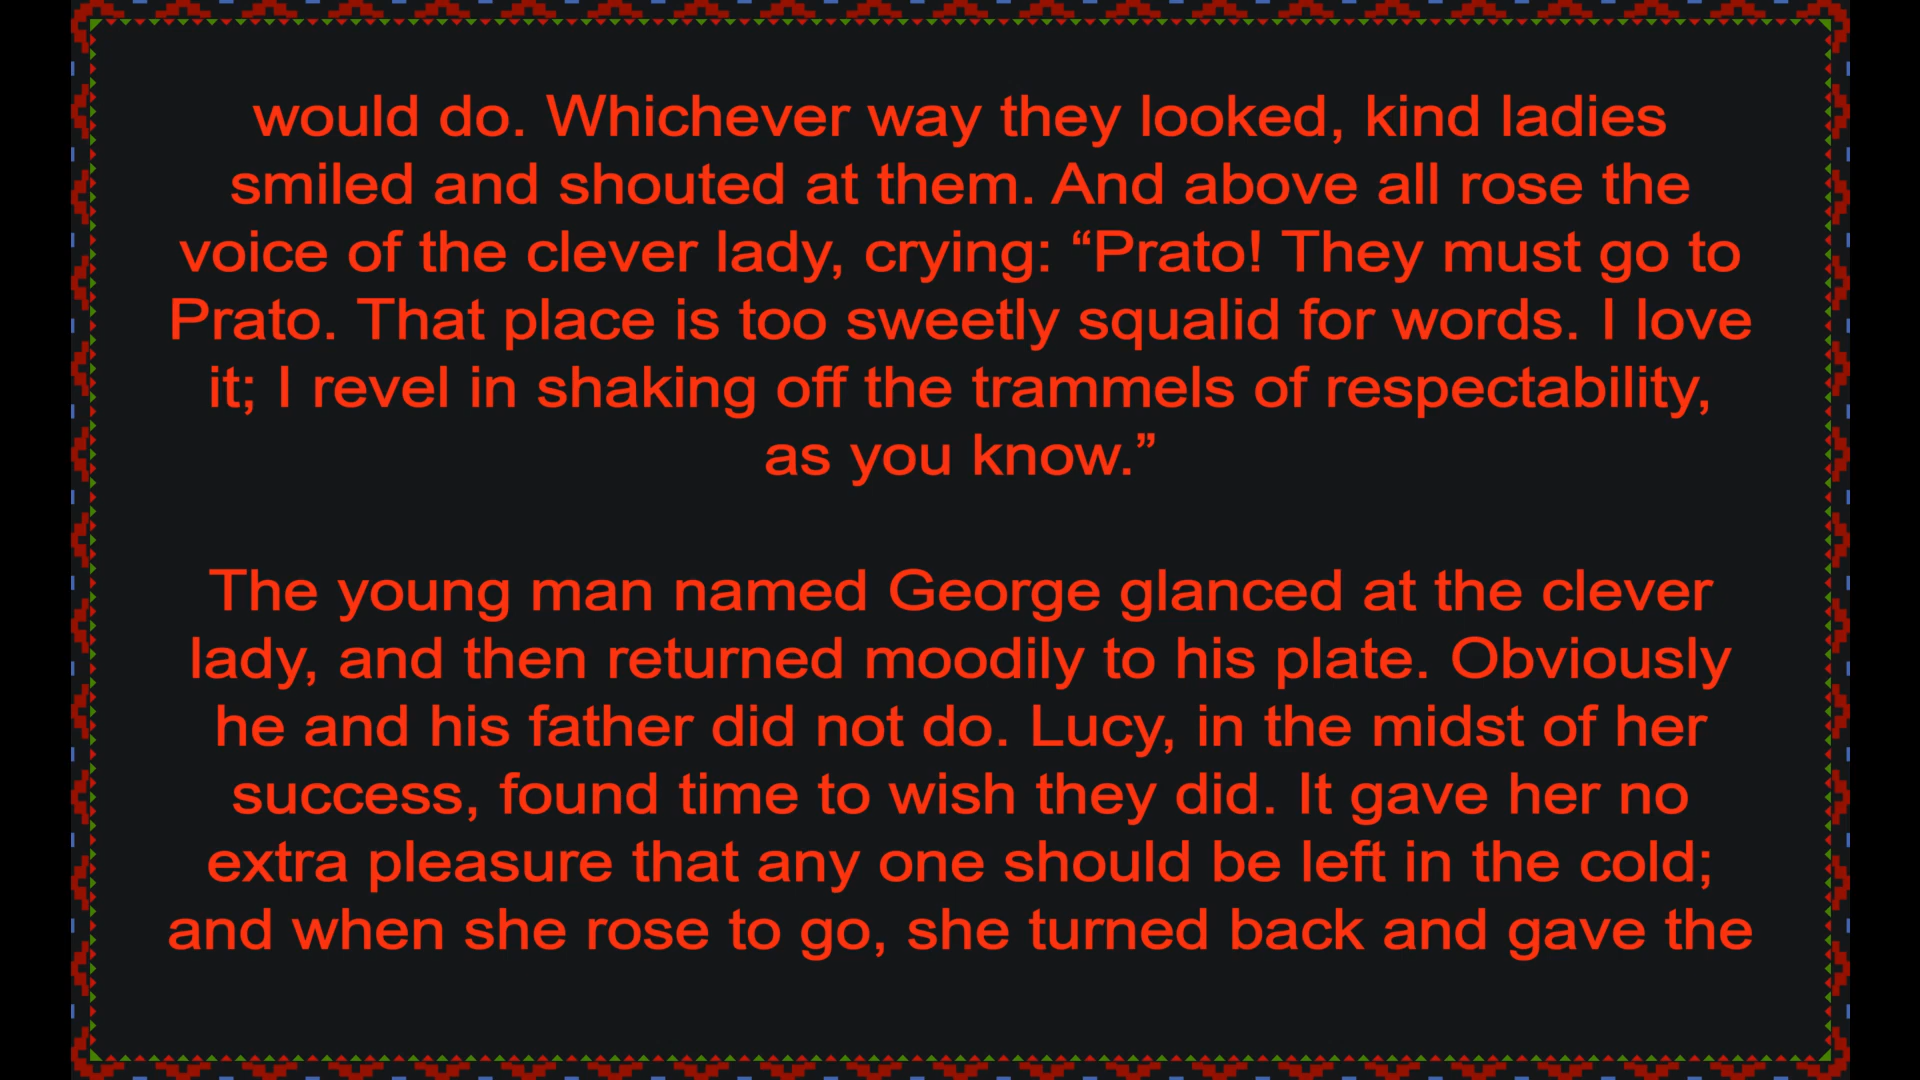 would do. Whichever way they looked, kind ladies
smiled and shouted at them. And above all rose the
voice of the clever lady, crying: “Prato! They must go to
Prato. That place is too sweetly squalid for words. I love
it; I revel in shaking off the trammels of respectability,
as you know.”
The young man named George glanced at the clever
lady, and then returned moodily to his plate. Obviously
he and his father did not do. Lucy, in the midst of her
success, found time to wish they did. It gave her no
extra pleasure that any one should be left in the cold;
and when she rose to go, she turned back and gave the